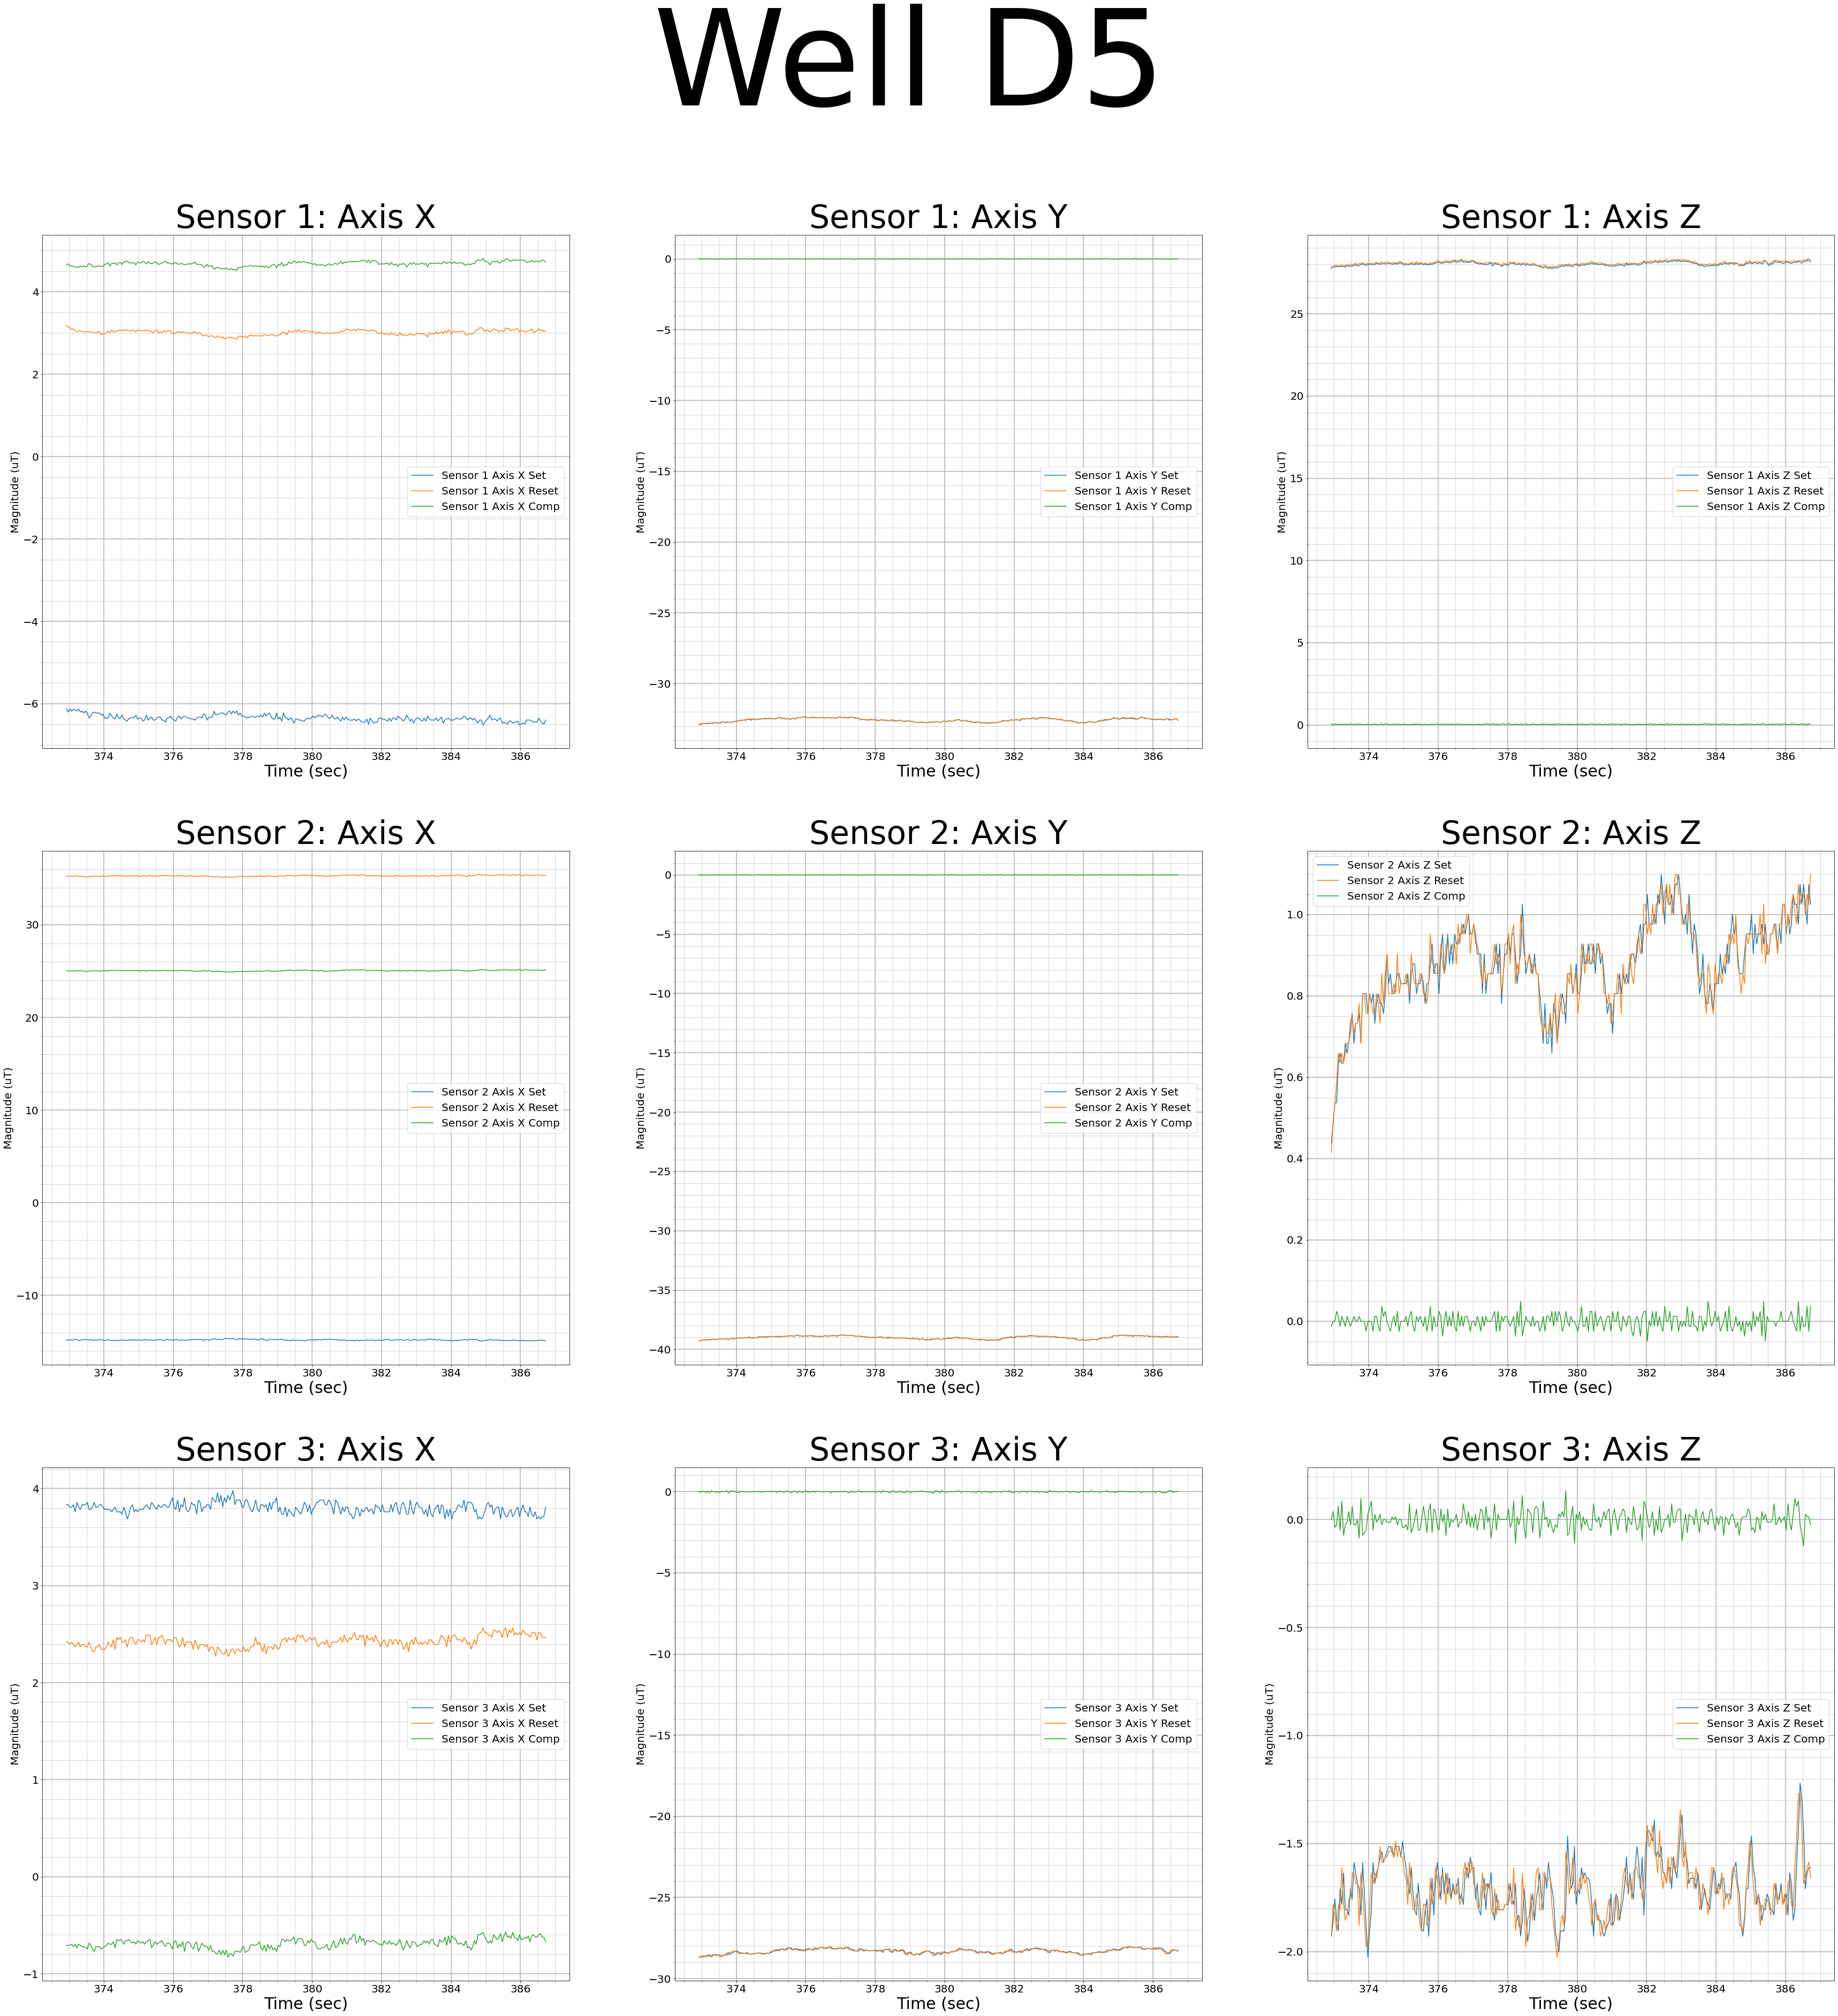 Well D5
Sensor 1: Axis X
Magnitude (uT)
4
2
0
−2
−4
−6
Sensor 1 Axis X Set
Sensor 1 Axis X Reset
Sensor 1 Axis X Comp
374 376 378 380 382 384 386
Time (sec)
Sensor 1: Axis Y
Magnitude (uT)
0
−5
−10
−15
−20
−25
−30
Sensor 1 Axis Y Set
Sensor 1 Axis Y Reset
Sensor 1 Axis Y Comp
374 376 378 380 382 384 386
Time (sec)
Sensor 1: Axis Z
Magnitude (uT)
25
20
15
10
5
0
Sensor 1 Axis Z Set
Sensor 1 Axis Z Reset
Sensor 1 Axis Z Comp
374 376 378 380 382 384 386
Time (sec)
Sensor 2: Axis X
Magnitude (uT)
30
20
10
0
−10
Sensor 2 Axis X Set
Sensor 2 Axis X Reset
Sensor 2 Axis X Comp
374 376 378 380 382 384 386
Time (sec)
Sensor 2: Axis Y
Magnitude (uT)
0
−5
−10
−15
−20
−25
−30
−35
−40
Sensor 2 Axis Y Set
Sensor 2 Axis Y Reset
Sensor 2 Axis Y Comp
374 376 378 380 382 384 386
Time (sec)
Sensor 2: Axis Z
Magnitude (uT)
1.0
0.8
0.6
0.4
0.2
0.0
Sensor 2 Axis Z Set
Sensor 2 Axis Z Reset
Sensor 2 Axis Z Comp
374 376 378 380 382 384 386
Time (sec)
Sensor 3: Axis X
Magnitude (uT)
4
3
2
1
0
−1
Sensor 3 Axis X Set
Sensor 3 Axis X Reset
Sensor 3 Axis X Comp
374 376 378 380 382 384 386
Time (sec)
Sensor 3: Axis Y
Magnitude (uT)
0
−5
−10
−15
−20
−25
−30
Sensor 3 Axis Y Set
Sensor 3 Axis Y Reset
Sensor 3 Axis Y Comp
374 376 378 380 382 384 386
Time (sec)
Sensor 3: Axis Z
Magnitude (uT)
0.0
−0.5
−1.0
−1.5
−2.0
Sensor 3 Axis Z Set
Sensor 3 Axis Z Reset
Sensor 3 Axis Z Comp
374 376 378 380 382 384 386
Time (sec)